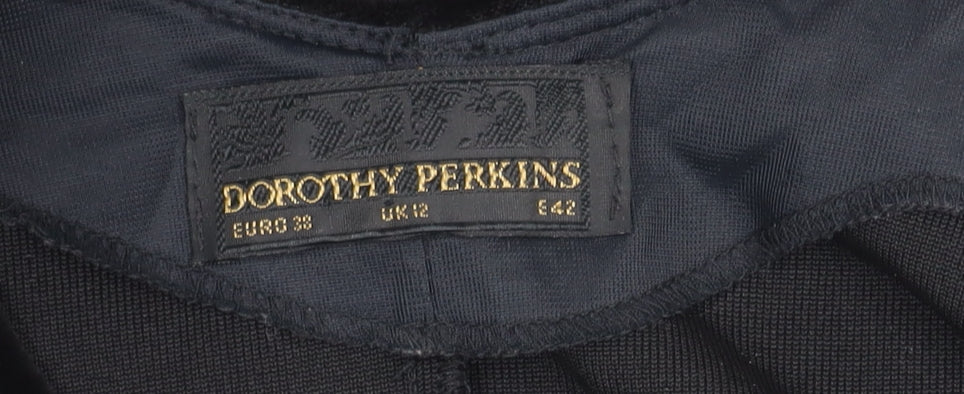 DOROTHY PERKINS
EURO 38 UK 12 E42